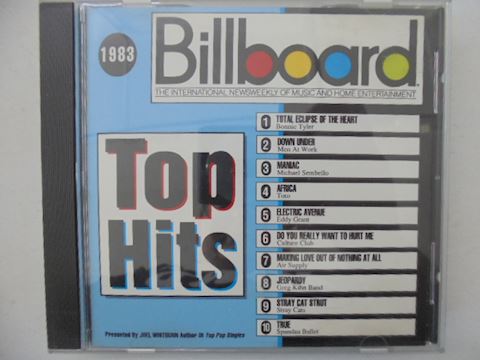 1983
Billboard
THE INTERNATIONAL NEWSWEEKLY OF MUSIC AND HOME ENTERTAINMENT
Top
Hits
1 TOTAL ECLIPSE OF THE HEART
Bonnie Tyler
2 DOWN UNDER
Men At Work
3 MANIAC
Michael Sembello
4 AFRICA
Toto
5 ELECTRIC AVENUE
Eddy Grant
6 DO YOU REALLY WANT TO HURT ME
Culture Club
7 MAKING LOVE OUT OF NOTHING AT ALL
Air Supply
8 JEOPARDY
Greg Kihn Band
9 STRAY CAT STRUT
Stray Cats
10 TRUE
Spandau Ballet
Presented by JOEL WHITBURN Author of Top Pop Singles